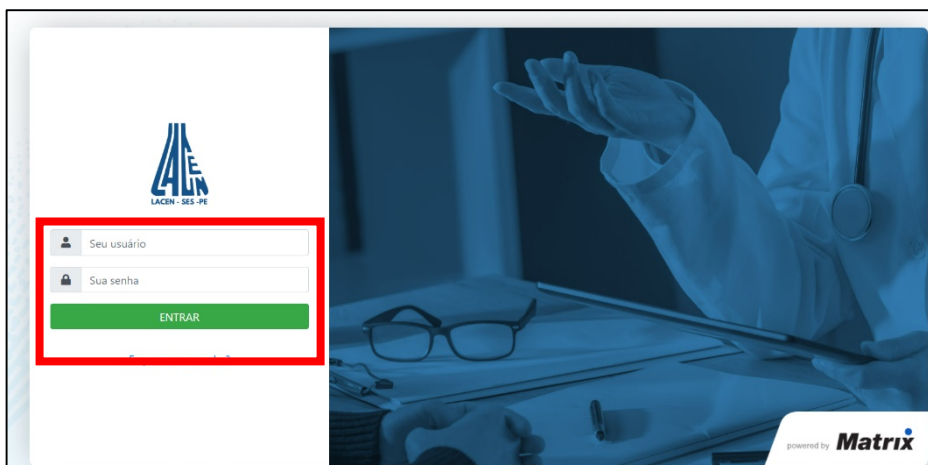 LACEN
LACEN - SES -PE
Seu usuário
Sua senha
ENTRAR
powered by Matrix